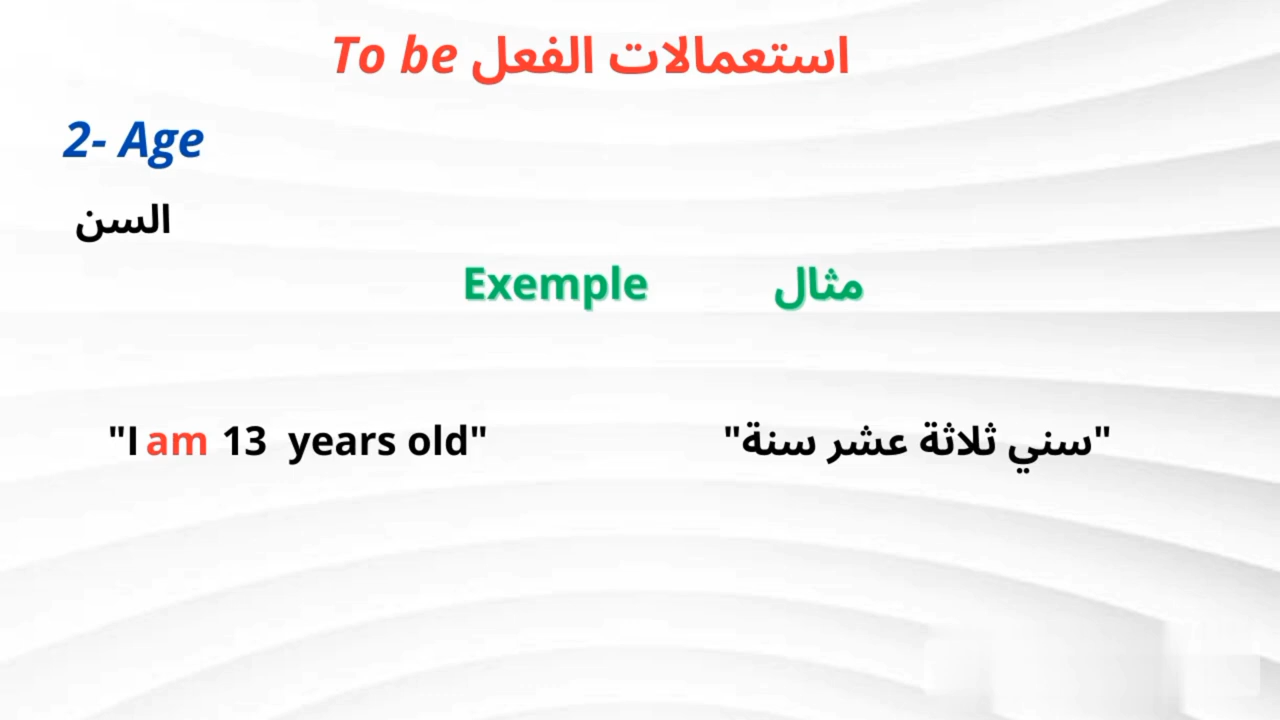 استعمالات الفعل To be
2- Age
السن
Exemple مثال
"I am 13 years old" "سني ثلاثة عشر سنة"